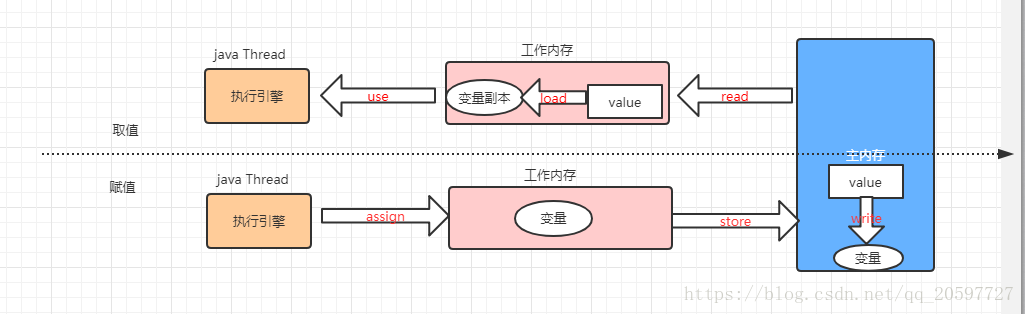 java Thread
工作内存
执行引擎
use
变量副本
load
value
read
取值
主内存
赋值
java Thread
工作内存
执行引擎
assign
变量
store
value
write
变量
https://blog.csdn.net/qq_20597727